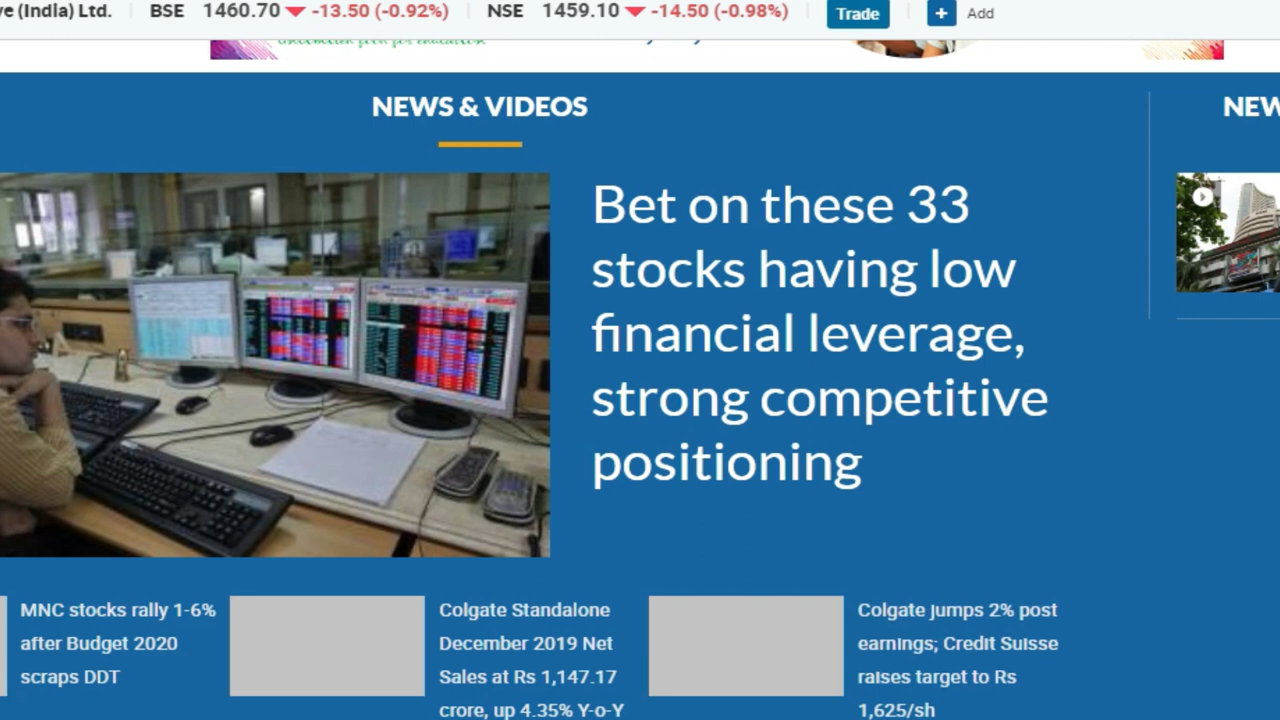 ve (India) Ltd. BSE 1460.70 -13.50 (-0.92%) NSE 1459.10 -14.50 (-0.98%) Trade + Add
NEWS & VIDEOS
NEW
Bet on these 33
stocks having low
financial leverage,
strong competitive
positioning
MNC stocks rally 1-6%
after Budget 2020
scraps DDT
Colgate Standalone
December 2019 Net
Sales at Rs 1,147.17
crore, up 4.35% Y-o-Y
Colgate jumps 2% post
earnings; Credit Suisse
raises target to Rs
1,625/sh